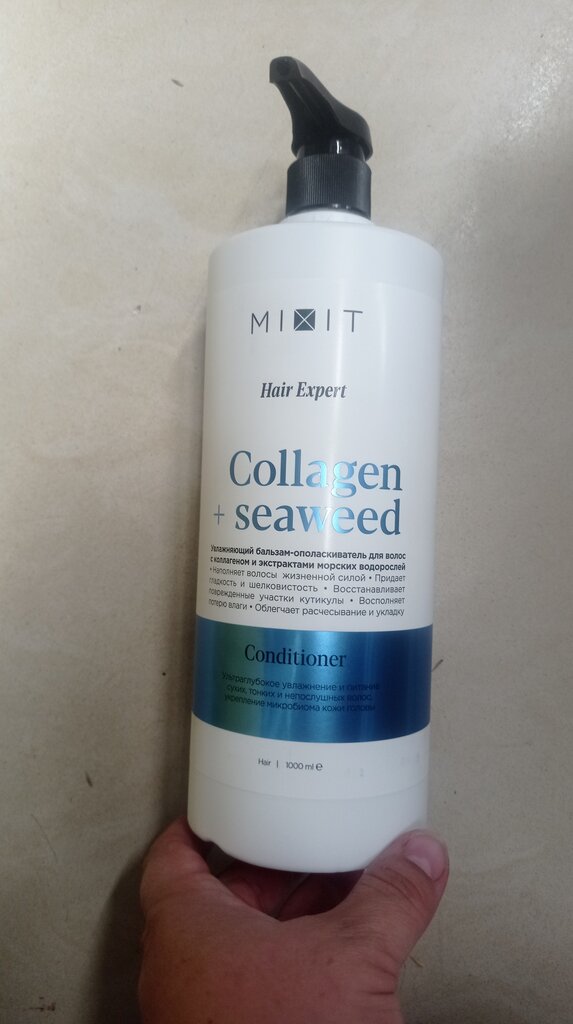 MIXIT
Hair Expert
Collagen
+ seaweed
Увлажняющий бальзам-ополаскиватель для волос
с коллагеном и экстрактами морских водорослей
• Наполняет волосы жизненной силой • Придает
гладкость и шелковистость • Восстанавливает
поврежденные участки кутикулы • Восполняет
потерю влаги • Облегчает расчесывание и укладку
Conditioner
Ультраглубокое увлажнение и питание
сухих, тонких и непослушных волос,
укрепление микробиома кожи головы
Hair | 1000 ml ℮